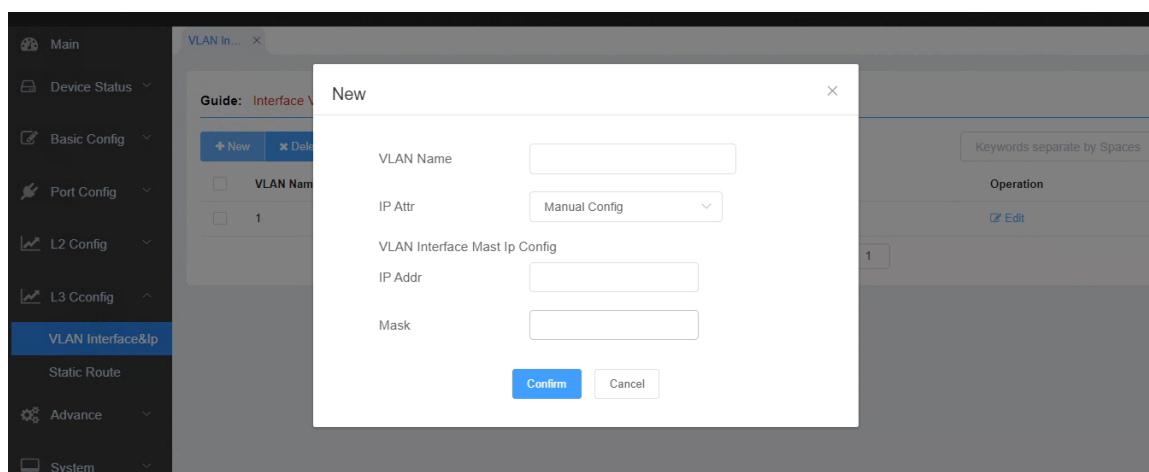 Main
VLAN In... ×
Device Status
Guide: Interface V
New
Basic Config
+ New × Dele
VLAN Name
Keywords separate by Spaces
Port Config
VLAN Nam
IP Attr Manual Config
Operation
1
Edit
L2 Config
VLAN Interface Mast Ip Config
1
IP Addr
L3 Cconfig
Mask
VLAN Interface&Ip
Static Route
Confirm Cancel
Advance
System